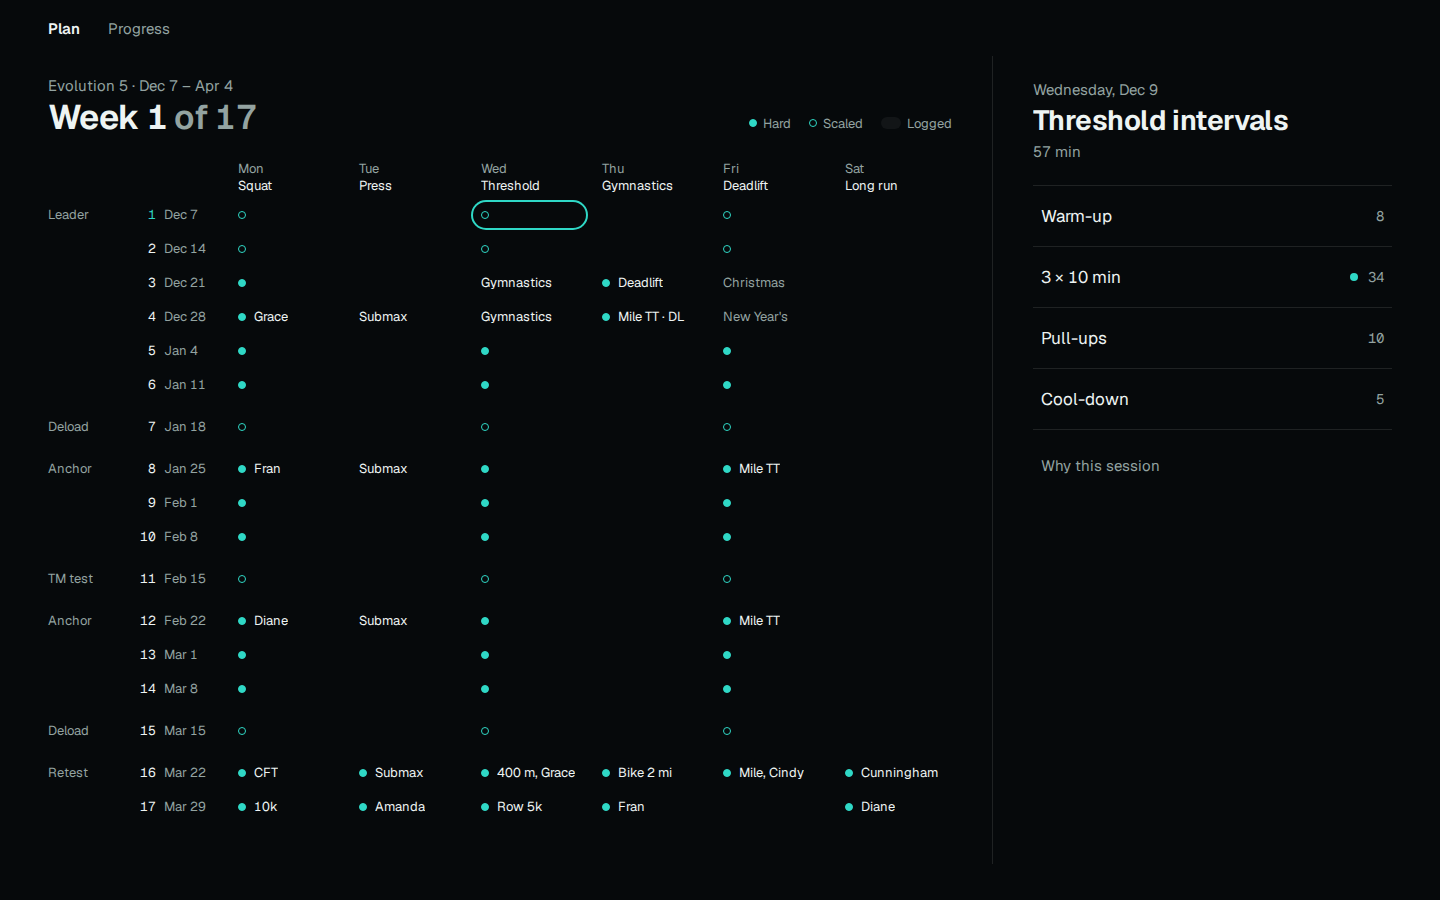 Plan Progress
Evolution 5 · Dec 7 – Apr 4
Week 1 of 17
Hard Scaled Logged
Mon Tue Wed Thu Fri Sat
Squat Press Threshold Gymnastics Deadlift Long run
Leader 1 Dec 7
2 Dec 14
3 Dec 21 Gymnastics Deadlift Christmas
4 Dec 28 Grace Submax Gymnastics Mile TT · DL New Year's
5 Jan 4
6 Jan 11
Deload 7 Jan 18
Anchor 8 Jan 25 Fran Submax Mile TT
9 Feb 1
10 Feb 8
TM test 11 Feb 15
Anchor 12 Feb 22 Diane Submax Mile TT
13 Mar 1
14 Mar 8
Deload 15 Mar 15
Retest 16 Mar 22 CFT Submax 400 m, Grace Bike 2 mi Mile, Cindy Cunningham
17 Mar 29 10k Amanda Row 5k Fran Diane
Wednesday, Dec 9
Threshold intervals
57 min
Warm-up 8
3 × 10 min 34
Pull-ups 10
Cool-down 5
Why this session